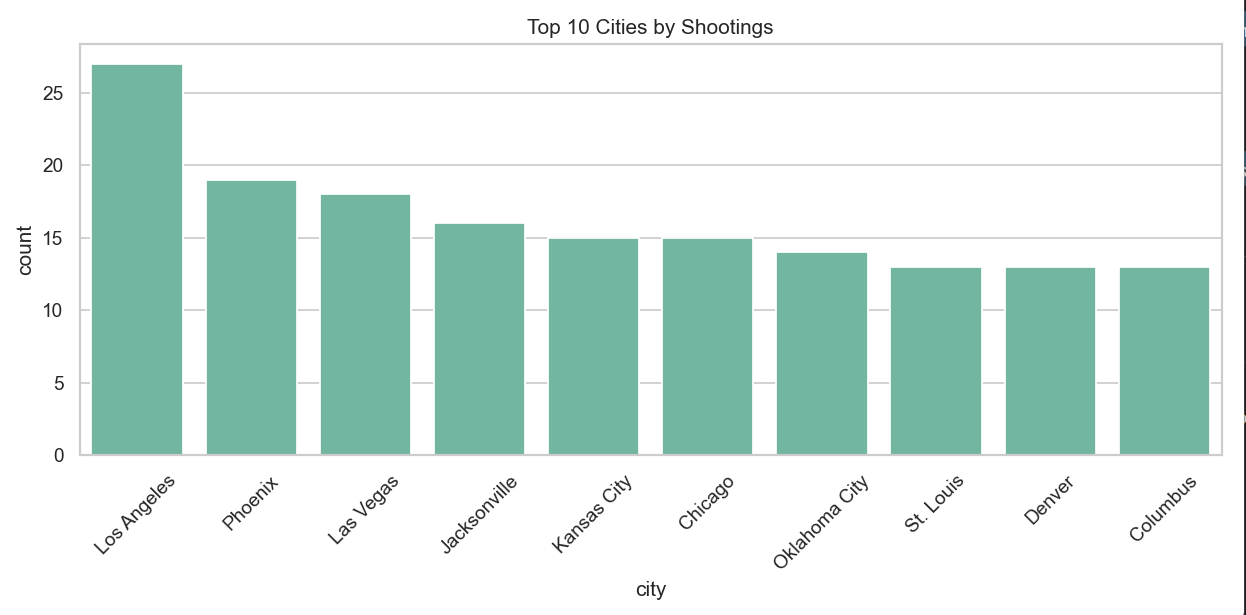 Top 10 Cities by Shootings
count
25
20
15
10
5
0
Los Angeles
Phoenix
Las Vegas
Jacksonville
Kansas City
Chicago
Oklahoma City
St. Louis
Denver
Columbus
city